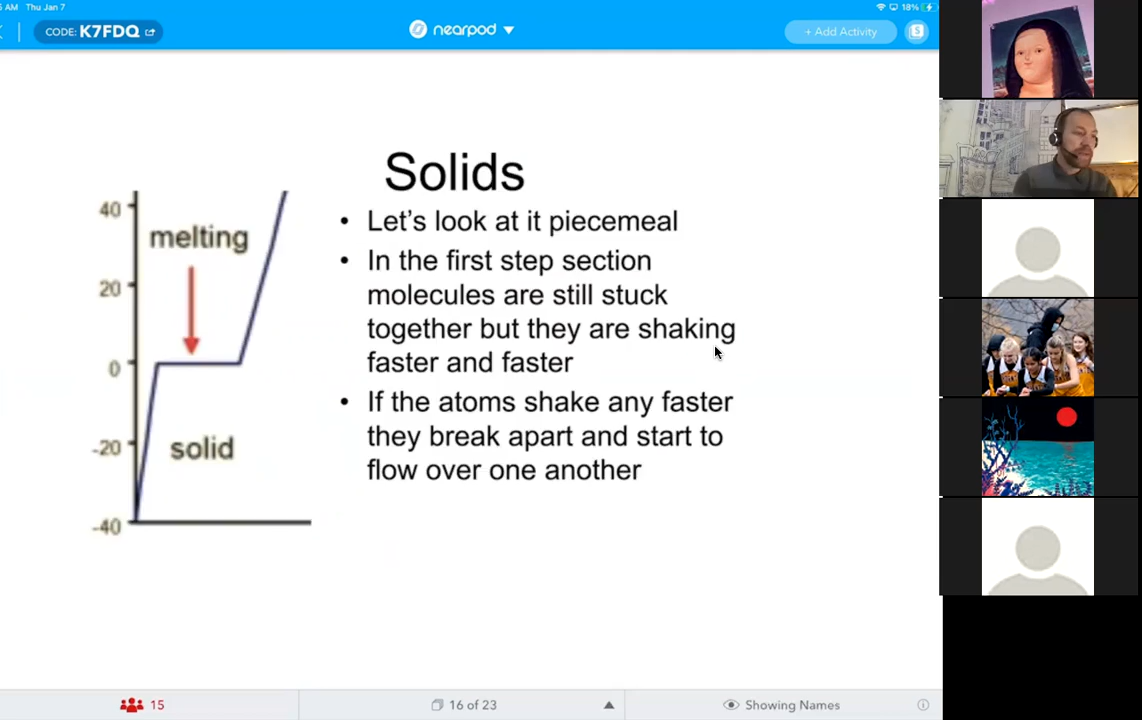 AM Thu Jan 7
18%
CODE: K7FDQ
nearpod
+ Add Activity
S
Solids
40
melting
20
0
-20
solid
-40
• Let’s look at it piecemeal
• In the first step section
molecules are still stuck
together but they are shaking
faster and faster
• If the atoms shake any faster
they break apart and start to
flow over one another
15
16 of 23
Showing Names